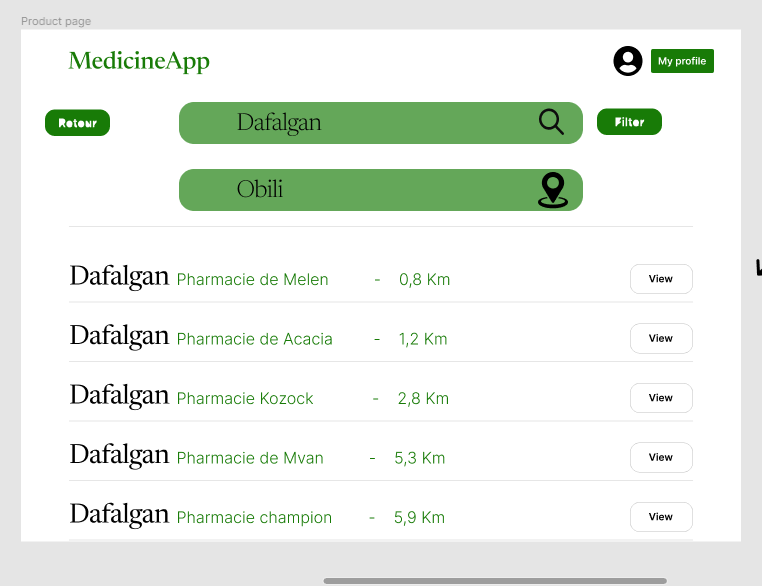 Product page
MedicineApp
My profile
Retour
Dafalgan
Filter
Obili
Dafalgan Pharmacie de Melen - 0,8 Km View
Dafalgan Pharmacie de Acacia - 1,2 Km View
Dafalgan Pharmacie Kozock - 2,8 Km View
Dafalgan Pharmacie de Mvan - 5,3 Km View
Dafalgan Pharmacie champion - 5,9 Km View